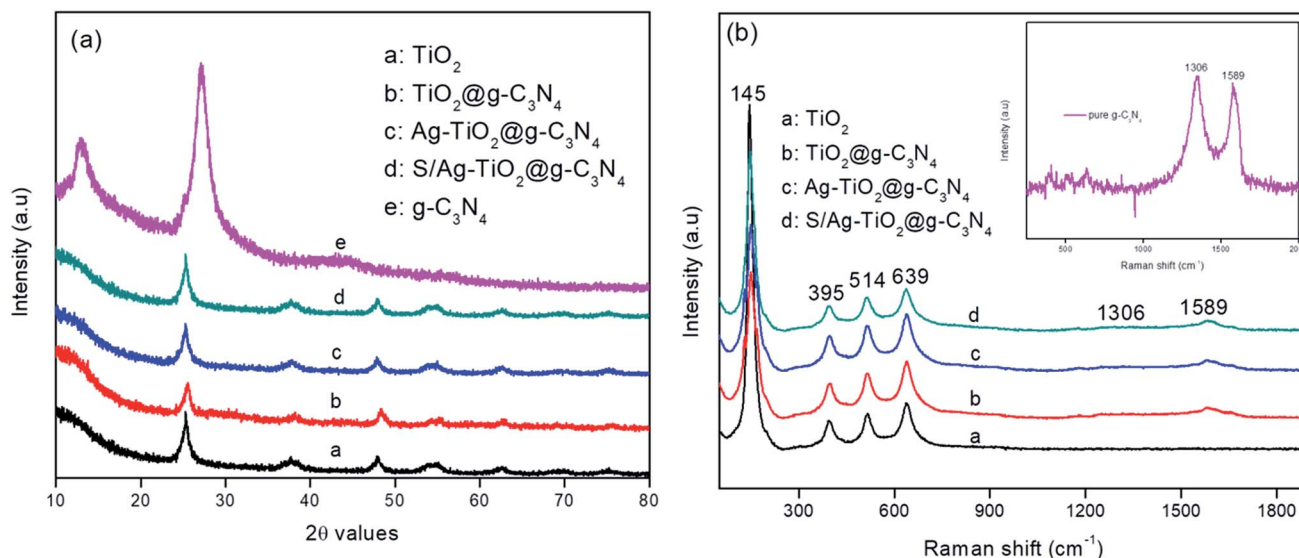 (a)
a: TiO₂
b: TiO₂@g-C₃N₄
c: Ag-TiO₂@g-C₃N₄
d: S/Ag-TiO₂@g-C₃N₄
e: g-C₃N₄
e
d
c
b
a
Intensity (a.u)
10 20 30 40 50 60 70 80
2θ values
(b)
145
a: TiO₂
b: TiO₂@g-C₃N₄
c: Ag-TiO₂@g-C₃N₄
d: S/Ag-TiO₂@g-C₃N₄
1306 1589
pure g-C₃N₄
Intensity (a.u)
500 1000 1500
Raman shift (cm⁻¹)
395 514 639
1306 1589
d
c
b
a
Intensity (a.u)
300 600 900 1200 1500 1800
Raman shift (cm⁻¹)